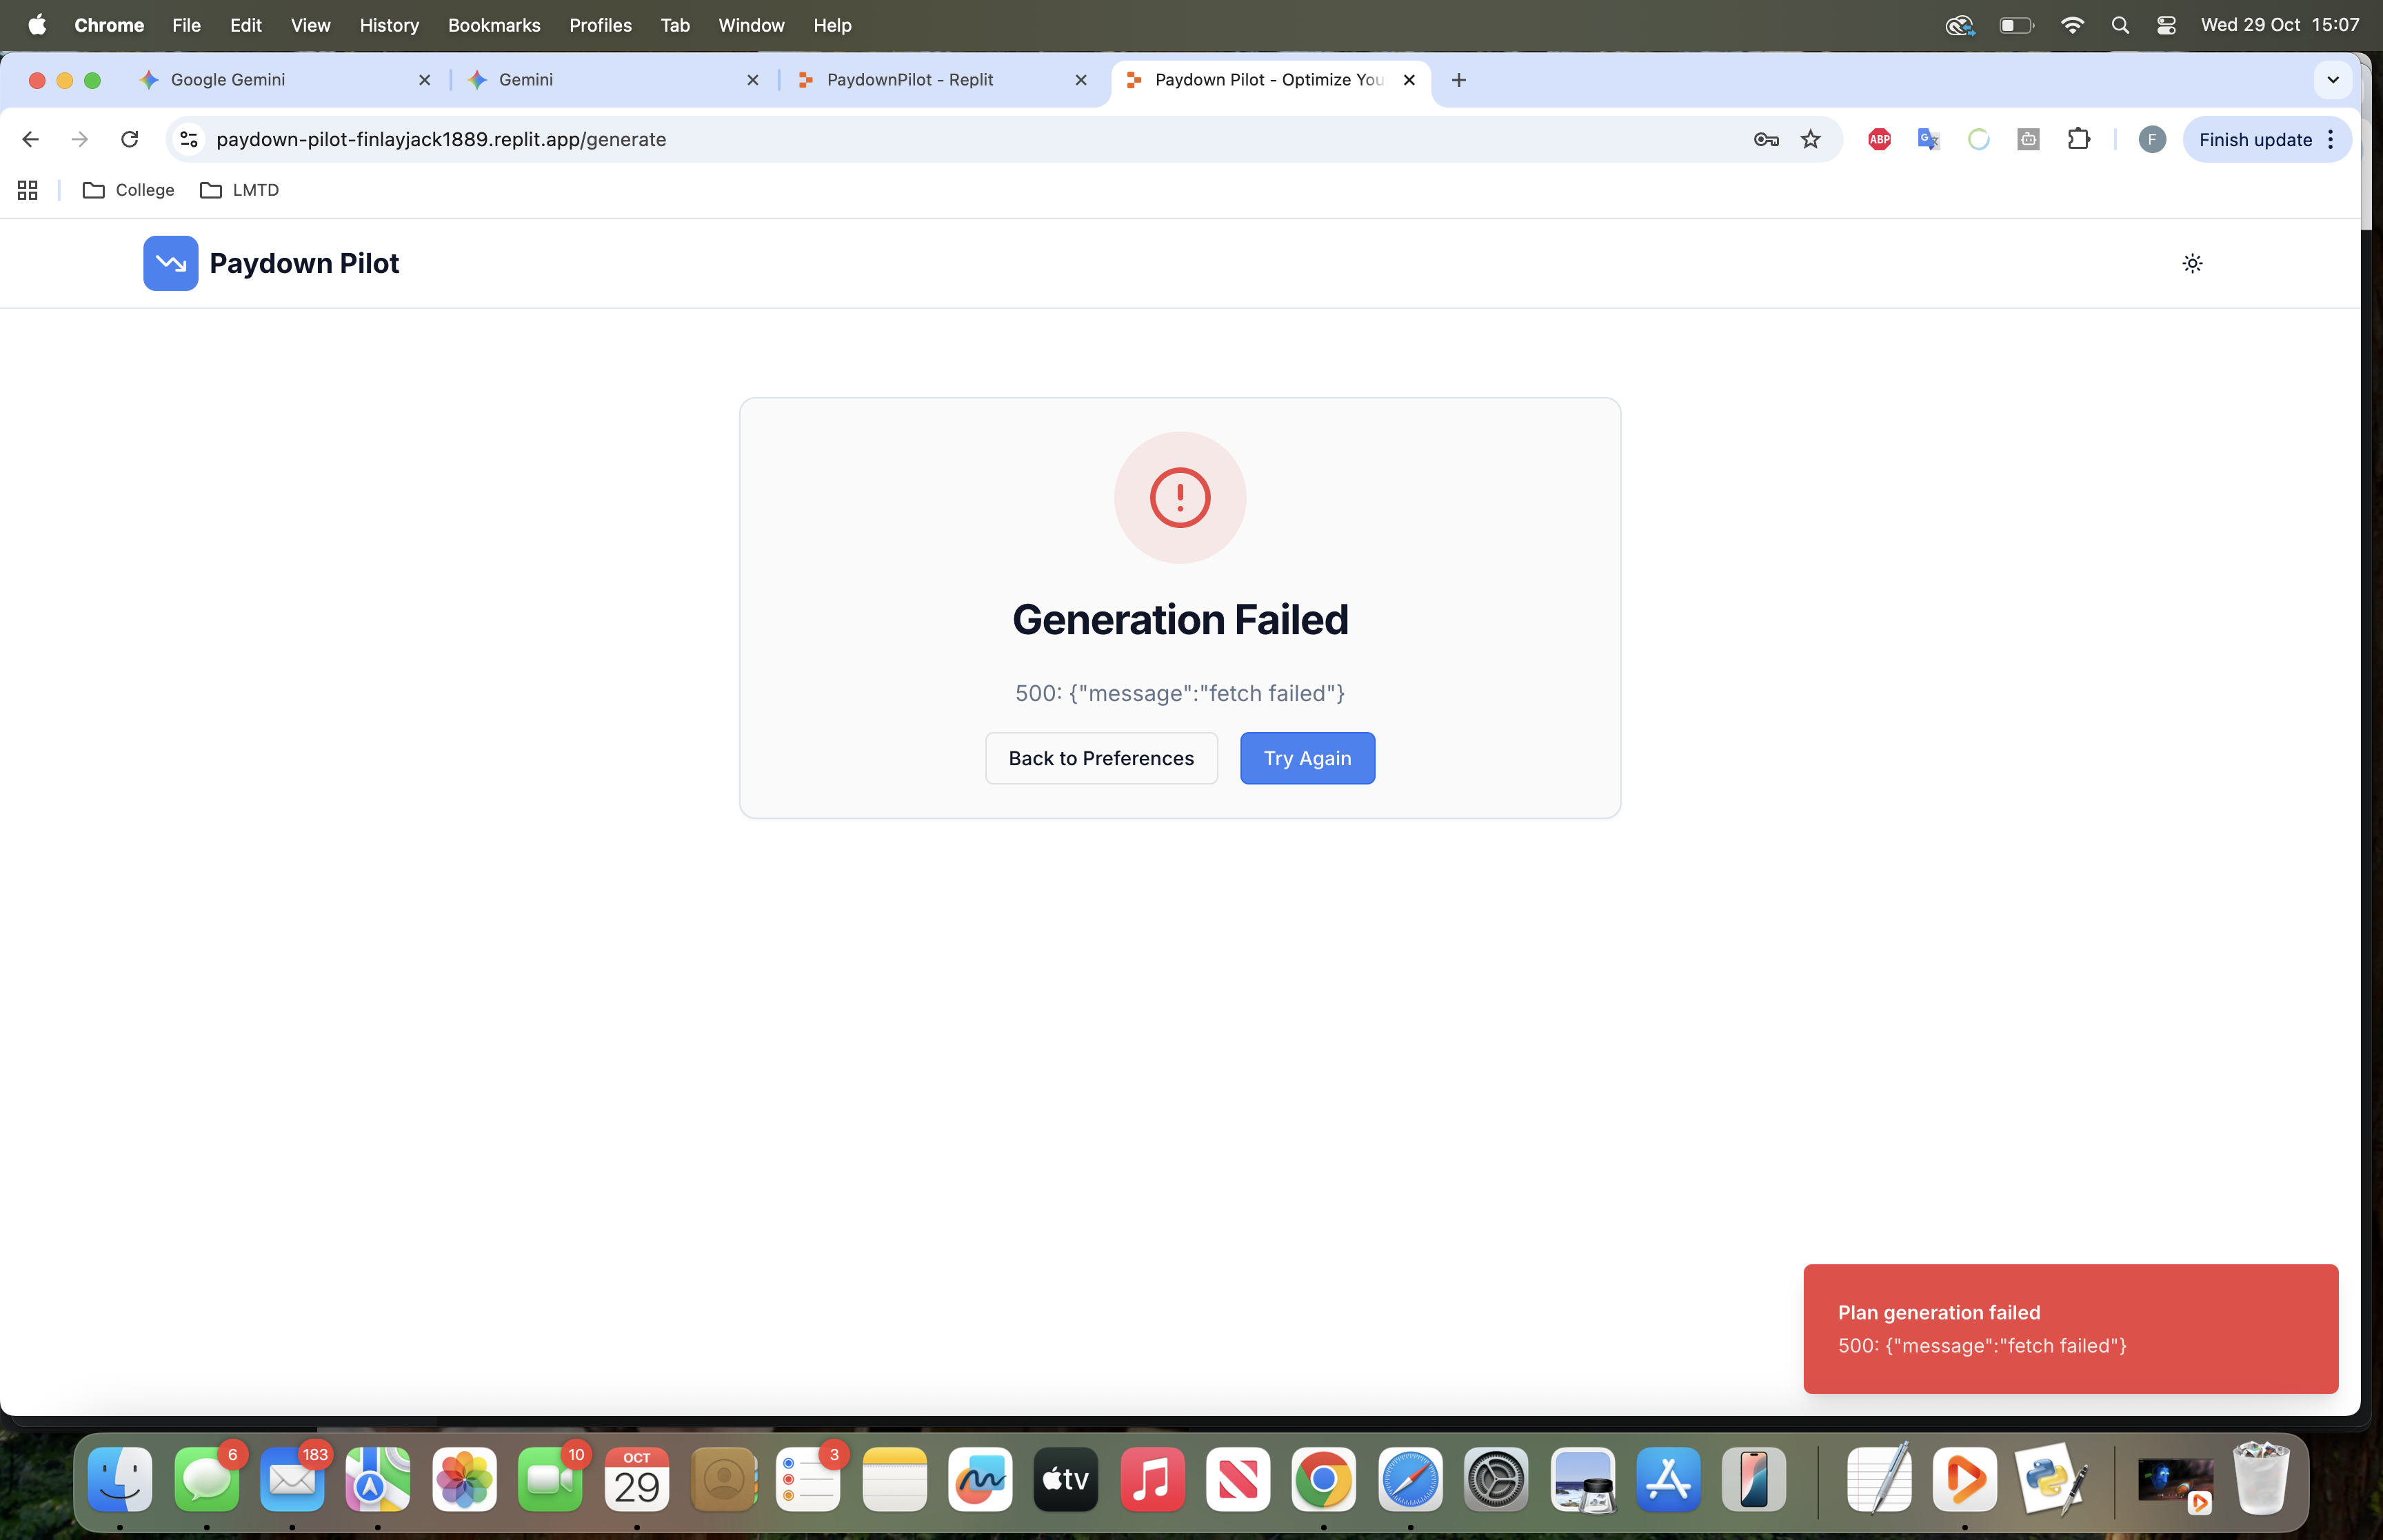 Chrome File Edit View History Bookmarks Profiles Tab Window Help Wed 29 Oct 15:07
Google Gemini Gemini PaydownPilot - Replit Paydown Pilot - Optimize You
paydown-pilot-finlayjack1889.replit.app/generate ABP G F Finish update
College LMTD
Paydown Pilot
Generation Failed
500: {"message":"fetch failed"}
Back to Preferences Try Again
Plan generation failed
500: {"message":"fetch failed"}
6 183 10 OCT 3
29 tv